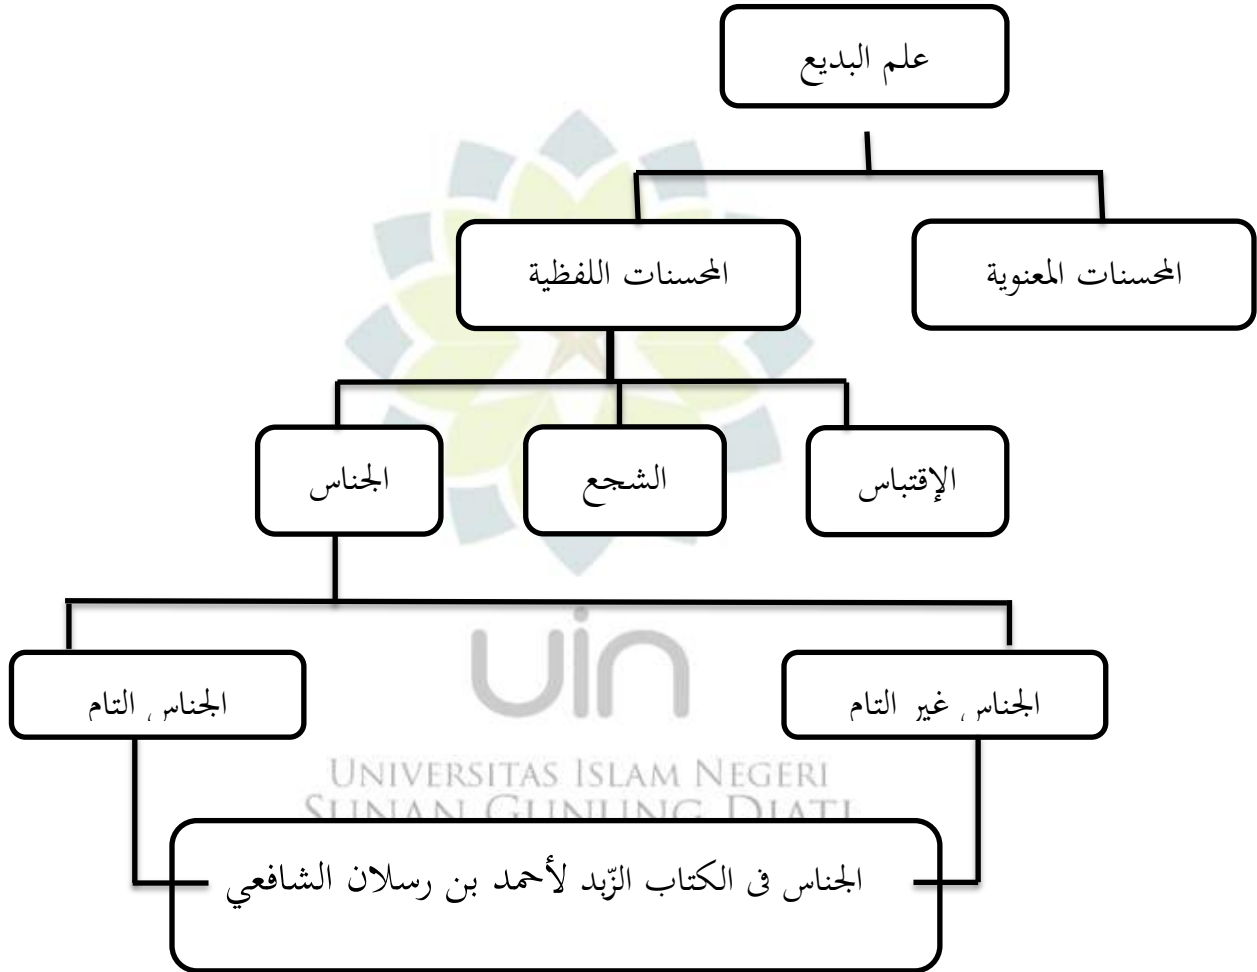 علم البديع
المحسنات المعنوية
المحسنات اللفظية
الإقتباس
الشجع
الجناس
الجناس غير التام
الجناس التام
uin
UNIVERSITAS ISLAM NEGERI
SUNAN GUNUNG DJATI
الجناس فى الكتاب الزّبد لأحمد بن رسلان الشافعي